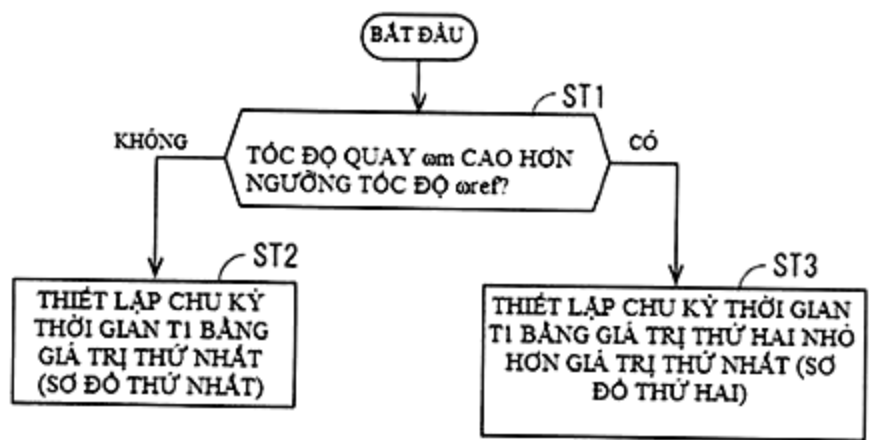 BẮT ĐẦU
ST1
KHÔNG
CÓ
TỐC ĐỘ QUAY ωm CAO HƠN
NGƯỠNG TỐC ĐỘ ωref?
ST2
ST3
THIẾT LẬP CHU KỲ
THỜI GIAN T1 BẰNG
GIÁ TRỊ THỨ NHẤT
(SƠ ĐỒ THỨ NHẤT)
THIẾT LẬP CHU KỲ THỜI GIAN
T1 BẰNG GIÁ TRỊ THỨ HAI NHỎ
HƠN GIÁ TRỊ THỨ NHẤT (SƠ
ĐỒ THỨ HAI)